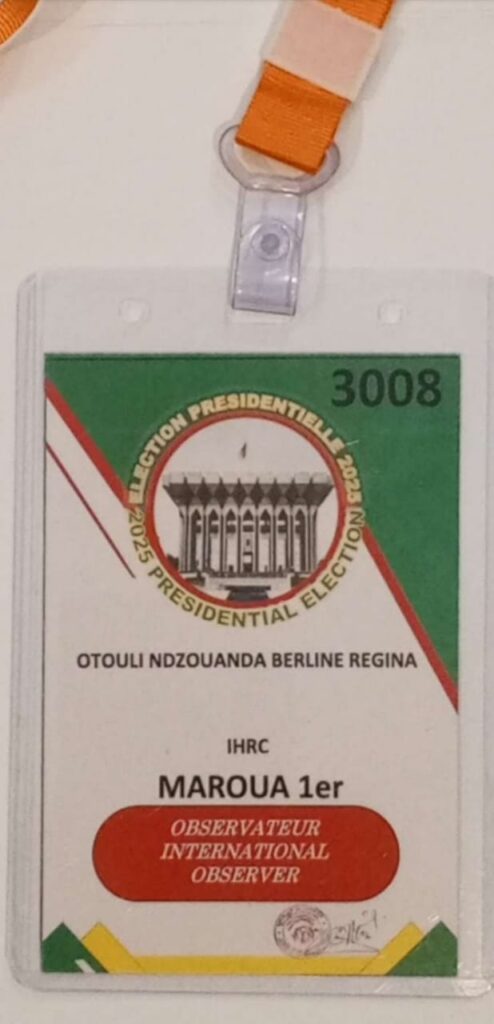 3008
ELECTION PRESIDENTIELLE 2025
2025 PRESIDENTIAL ELECTION
OTOULI NDZOUANDA BERLINE REGINA
IHRC
MAROUA 1er
OBSERVATEUR
INTERNATIONAL
OBSERVER